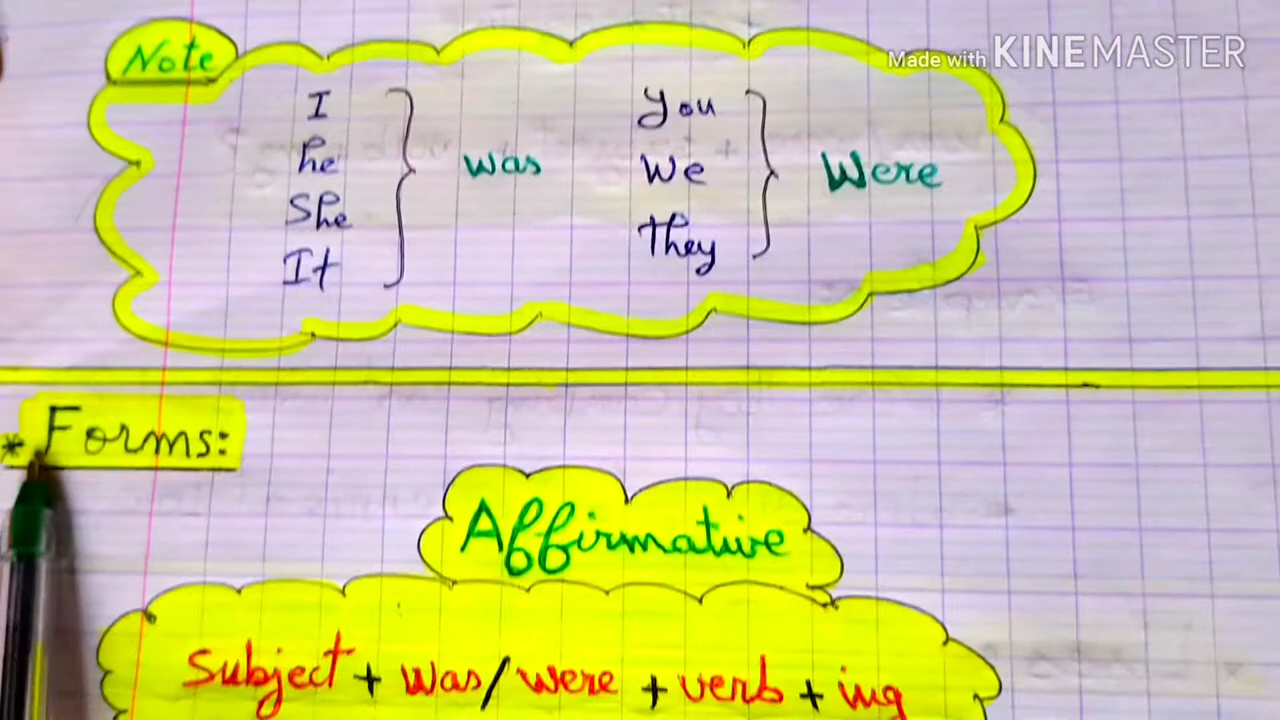 Note
Made with KINEMASTER
I
he
She
It
was
You
We
They
Were
* Forms:
Affirmative
Subject + was/were + verb + ing